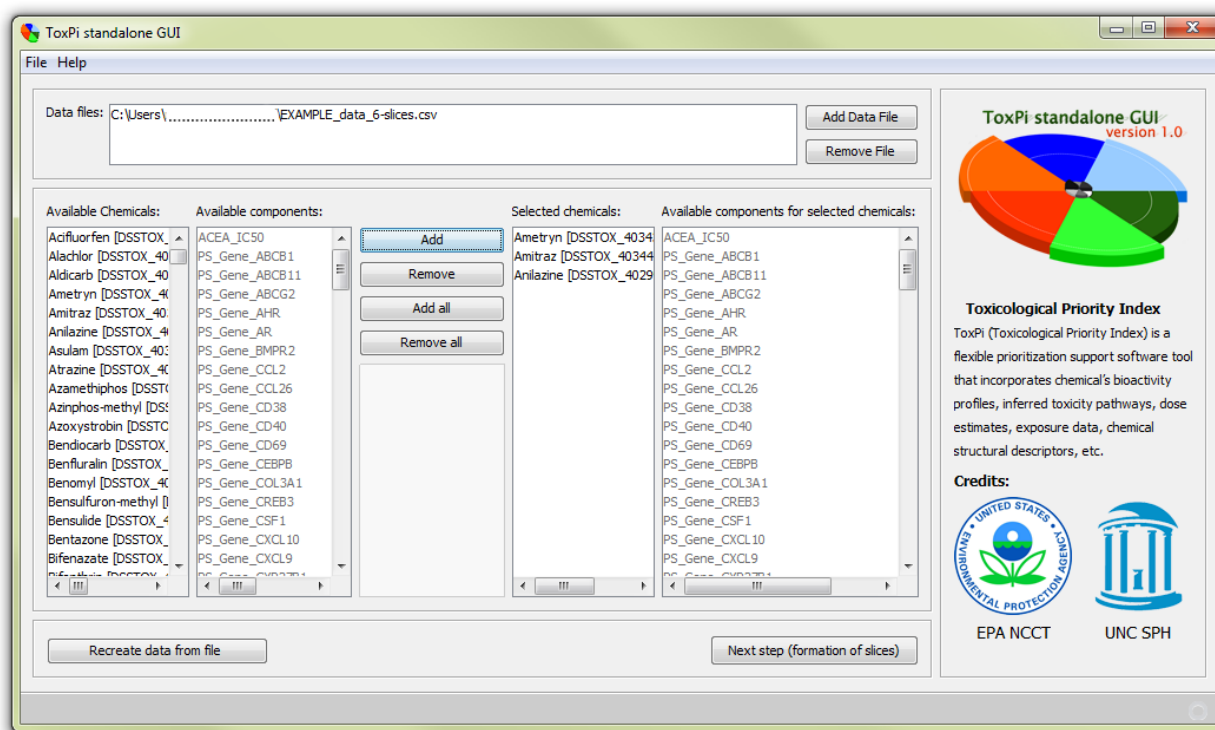 ToxPi standalone GUI
File Help
Data files:
C:\Users\........................\EXAMPLE_data_6-slices.csv
Add Data File
Remove File
Available Chemicals:
Acifluorfen [DSSTOX_
Alachlor [DSSTOX_40
Aldicarb [DSSTOX_40
Ametryn [DSSTOX_40
Amitraz [DSSTOX_40
Anilazine [DSSTOX_40
Asulam [DSSTOX_403
Atrazine [DSSTOX_40
Azamethiphos [DSST
Azinphos-methyl [DSS
Azoxystrobin [DSSTO
Bendiocarb [DSSTOX_
Benfluralin [DSSTOX_
Benomyl [DSSTOX_40
Bensulfuron-methyl [
Bensulide [DSSTOX_4
Bentazone [DSSTOX_
Bifenazate [DSSTOX_
Available components:
ACEA_IC50
PS_Gene_ABCB1
PS_Gene_ABCB11
PS_Gene_ABCG2
PS_Gene_AHR
PS_Gene_AR
PS_Gene_BMPR2
PS_Gene_CCL2
PS_Gene_CCL26
PS_Gene_CD38
PS_Gene_CD40
PS_Gene_CD69
PS_Gene_CEBPB
PS_Gene_COL3A1
PS_Gene_CREB3
PS_Gene_CSF1
PS_Gene_CXCL10
PS_Gene_CXCL9
Add
Remove
Add all
Remove all
Selected chemicals:
Ametryn [DSSTOX_4034
Amitraz [DSSTOX_40344
Anilazine [DSSTOX_4029
Available components for selected chemicals:
ACEA_IC50
PS_Gene_ABCB1
PS_Gene_ABCB11
PS_Gene_ABCG2
PS_Gene_AHR
PS_Gene_AR
PS_Gene_BMPR2
PS_Gene_CCL2
PS_Gene_CCL26
PS_Gene_CD38
PS_Gene_CD40
PS_Gene_CD69
PS_Gene_CEBPB
PS_Gene_COL3A1
PS_Gene_CREB3
PS_Gene_CSF1
PS_Gene_CXCL10
PS_Gene_CXCL9
Recreate data from file
Next step (formation of slices)
ToxPi standalone GUI
version 1.0
Toxicological Priority Index
ToxPi (Toxicological Priority Index) is a
flexible prioritization support software tool
that incorporates chemical's bioactivity
profiles, inferred toxicity pathways, dose
estimates, exposure data, chemical
structural descriptors, etc.
Credits:
UNITED STATES
ENVIRONMENTAL PROTECTION AGENCY
EPA NCCT
UNC SPH